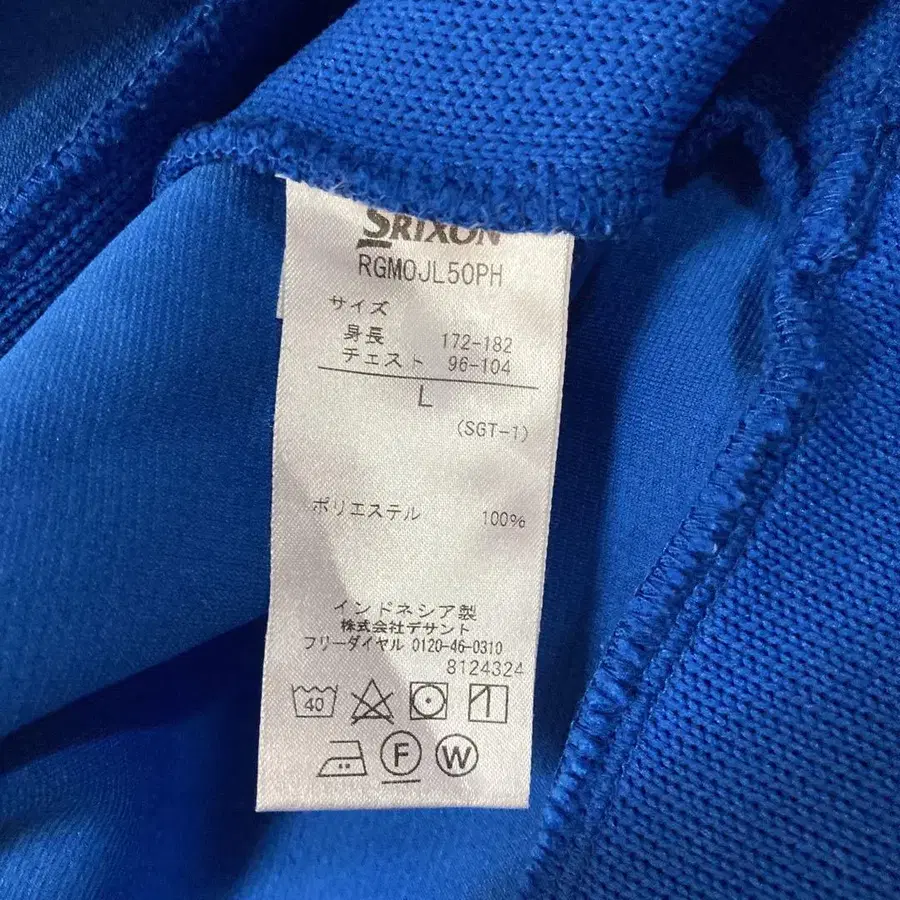 SRIXON
RGMOJL50PH
サイズ
身長 172-182
チェスト 96-104
L
(SGT-1)
ポリエステル 100%
インドネシア製
株式会社デサント
フリーダイヤル 0120-46-0310
8124324
40
F W